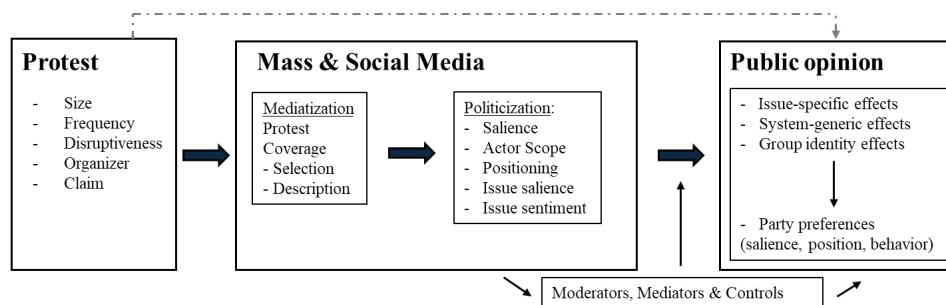 Protest
- Size
- Frequency
- Disruptiveness
- Organizer
- Claim
Mass & Social Media
Mediatization
Protest
Coverage
- Selection
- Description
Politicization:
- Salience
- Actor Scope
- Positioning
- Issue salience
- Issue sentiment
Public opinion
- Issue-specific effects
- System-generic effects
- Group identity effects
- Party preferences
(salience, position, behavior)
Moderators, Mediators & Controls